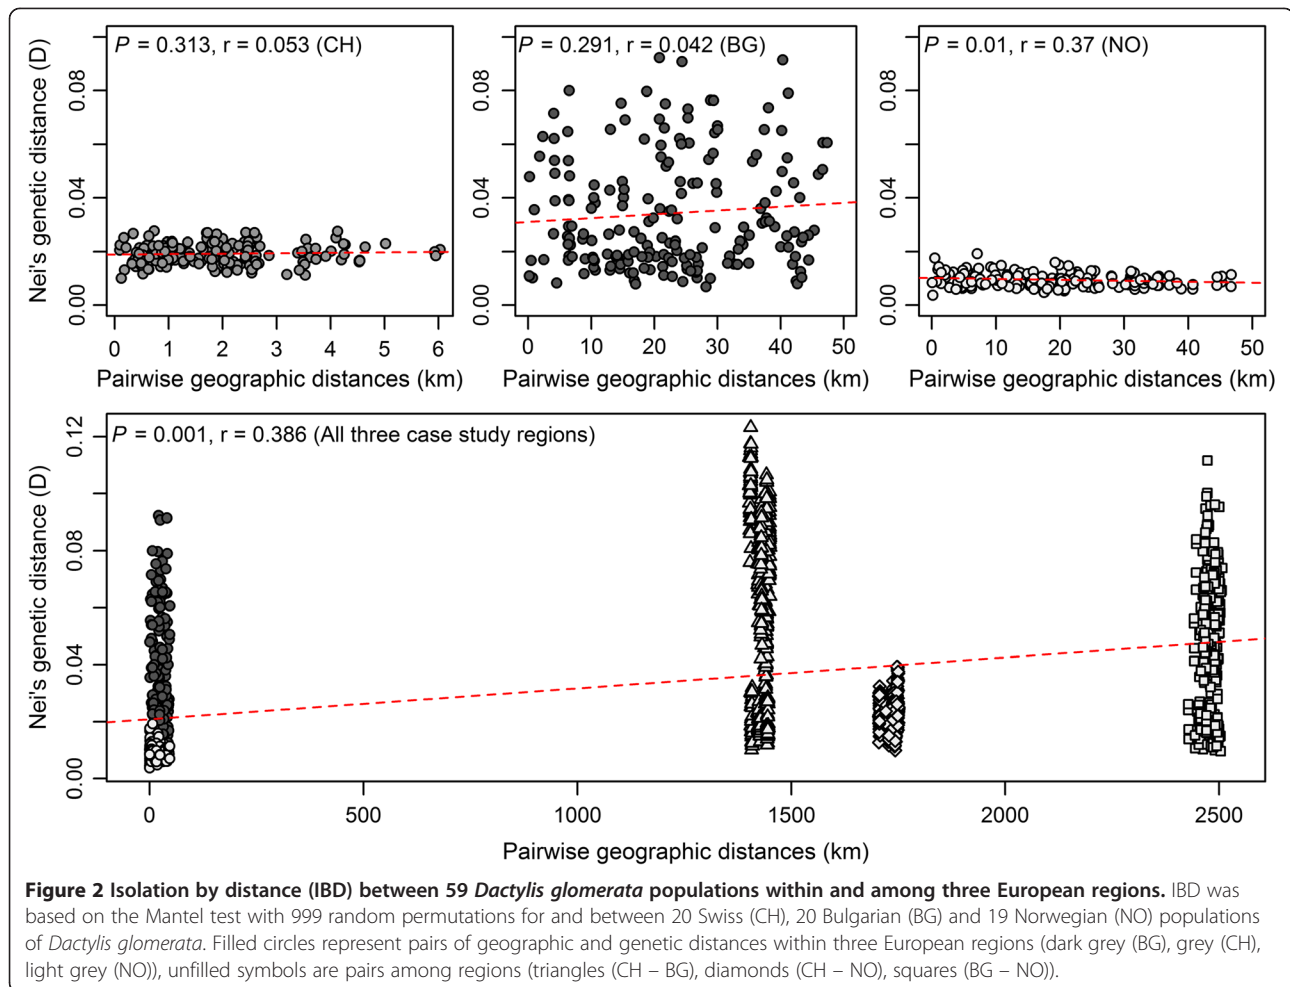 P = 0.313, r = 0.053 (CH)
P = 0.291, r = 0.042 (BG)
P = 0.01, r = 0.37 (NO)
Nei's genetic distance (D)
0.08
0.04
0.00
0.08
0.04
0.00
0.08
0.04
0.00
0 1 2 3 4 5 6
0 10 20 30 40 50
0 10 20 30 40 50
Pairwise geographic distances (km)
Pairwise geographic distances (km)
Pairwise geographic distances (km)
P = 0.001, r = 0.386 (All three case study regions)
Nei's genetic distance (D)
0.12
0.08
0.04
0.00
0 500 1000 1500 2000 2500
Pairwise geographic distances (km)
Figure 2 Isolation by distance (IBD) between 59 Dactylis glomerata populations within and among three European regions. IBD was
based on the Mantel test with 999 random permutations for and between 20 Swiss (CH), 20 Bulgarian (BG) and 19 Norwegian (NO) populations
of Dactylis glomerata. Filled circles represent pairs of geographic and genetic distances within three European regions (dark grey (BG), grey (CH),
light grey (NO)), unfilled symbols are pairs among regions (triangles (CH – BG), diamonds (CH – NO), squares (BG – NO)).